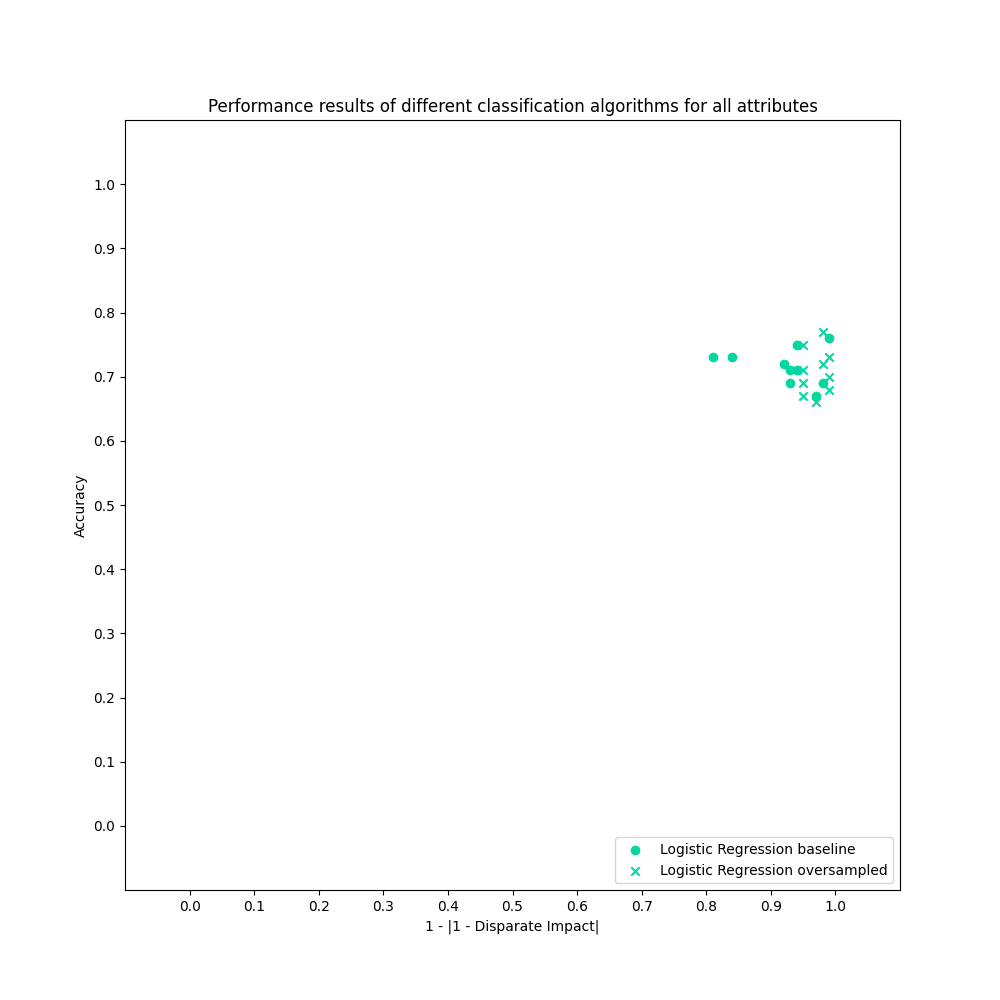 Performance results of different classification algorithms for all attributes
1.0
0.9
0.8
0.7
0.6
0.5
0.4
0.3
0.2
0.1
0.0
Accuracy
Logistic Regression baseline
Logistic Regression oversampled
0.0 0.1 0.2 0.3 0.4 0.5 0.6 0.7 0.8 0.9 1.0
1 - |1 - Disparate Impact|